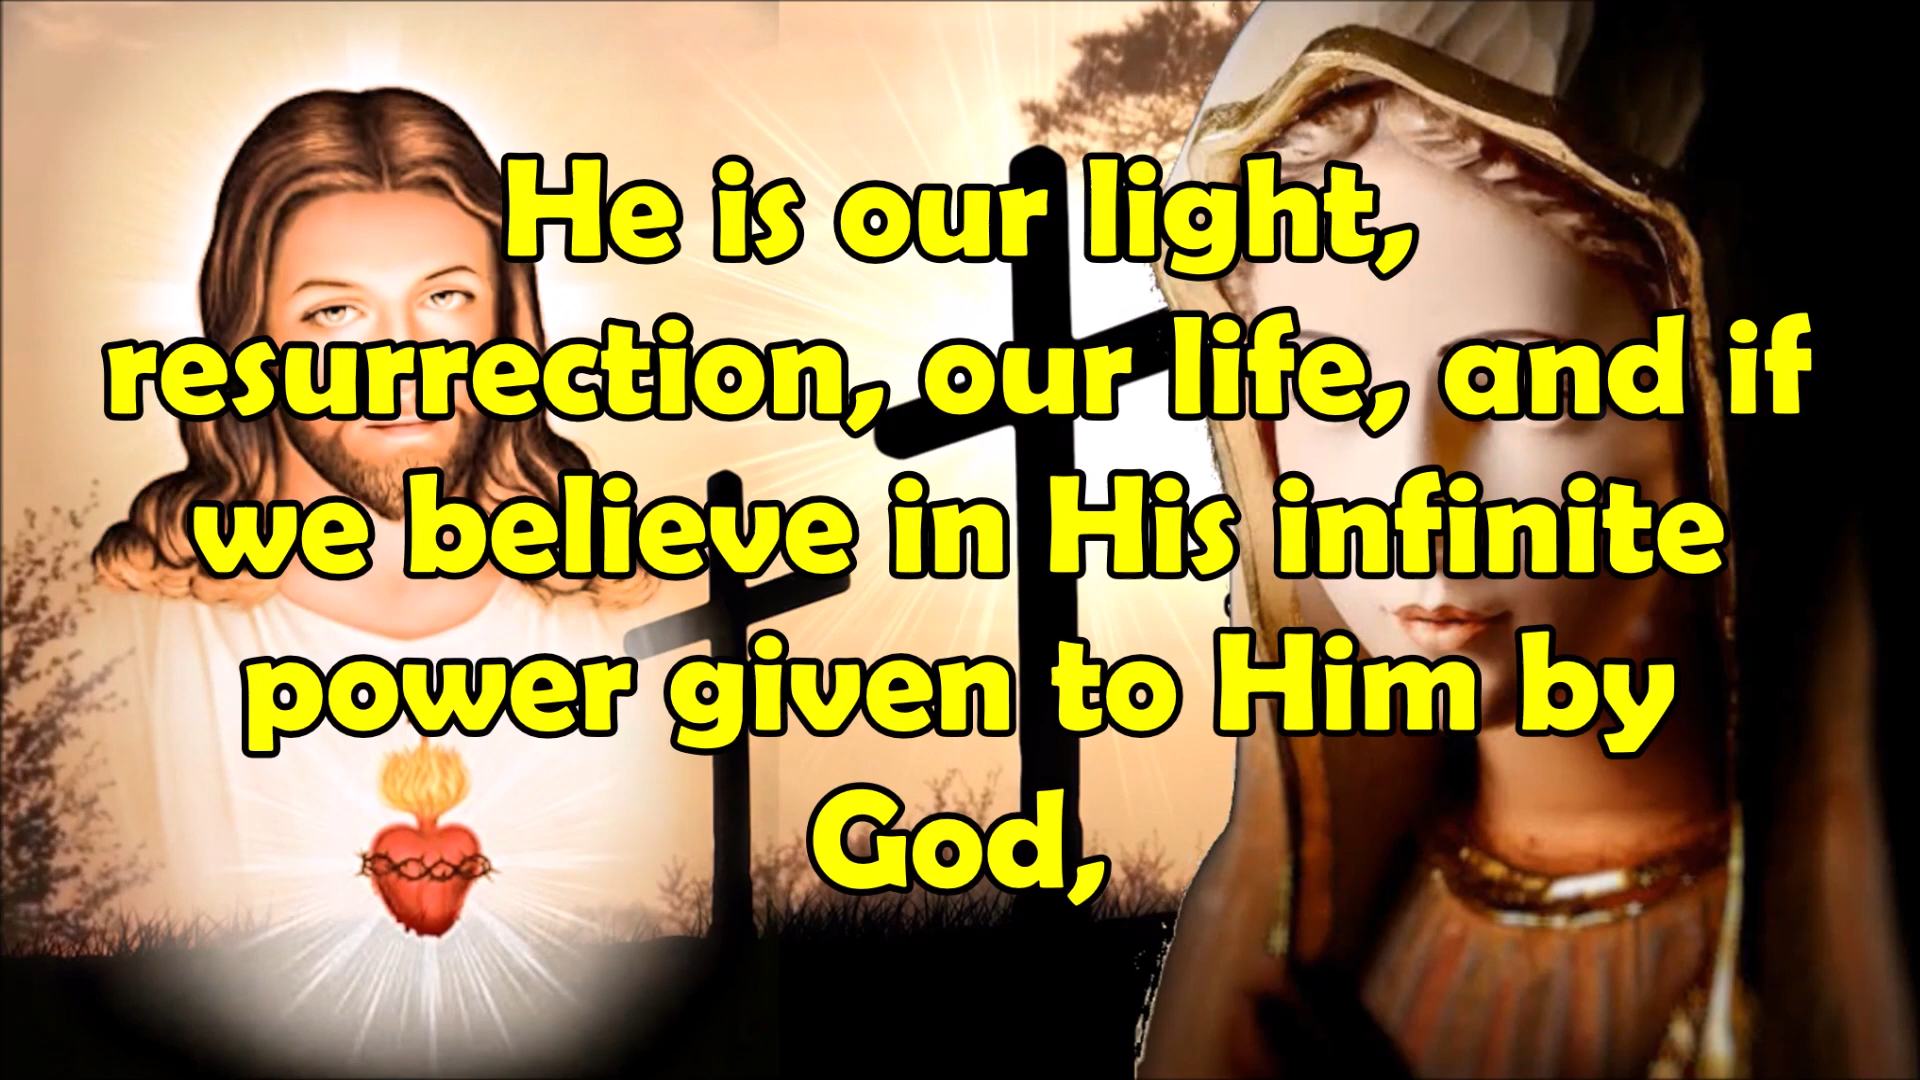 He is our light,
resurrection, our life, and if
we believe in His infinite
power given to Him by
God,